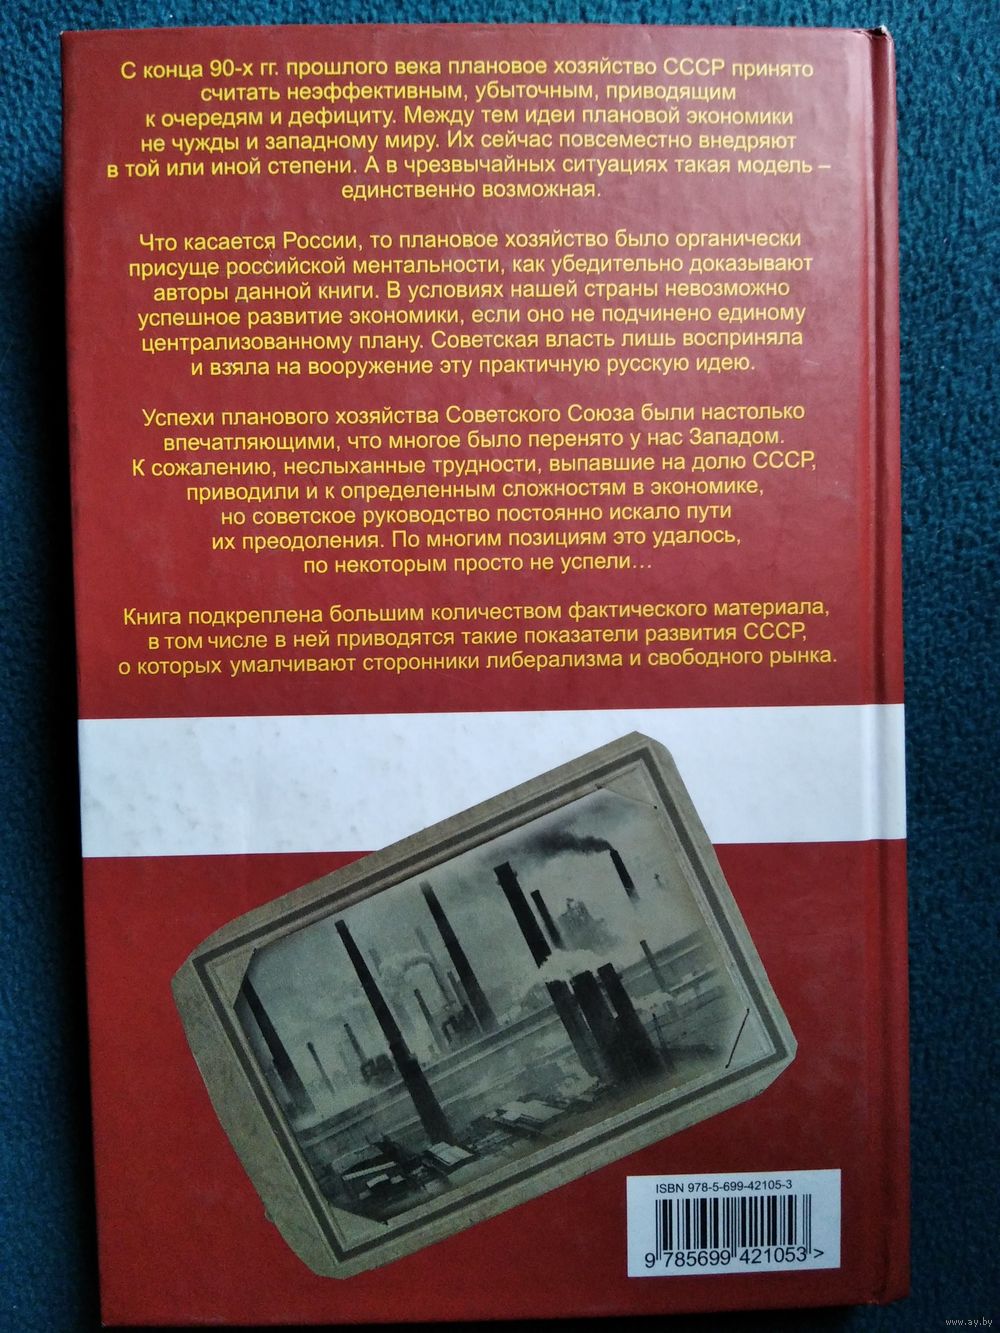 С конца 90-х гг. прошлого века плановое хозяйство СССР принято
считать неэффективным, убыточным, приводящим
к очередям и дефициту. Между тем идеи плановой экономики
не чужды и западному миру. Их сейчас повсеместно внедряют
в той или иной степени. А в чрезвычайных ситуациях такая модель –
единственно возможная.
Что касается России, то плановое хозяйство было органически
присуще российской ментальности, как убедительно доказывают
авторы данной книги. В условиях нашей страны невозможно
успешное развитие экономики, если оно не подчинено единому
централизованному плану. Советская власть лишь восприняла
и взяла на вооружение эту практичную русскую идею.
Успехи планового хозяйства Советского Союза были настолько
впечатляющими, что многое было перенято у нас Западом.
К сожалению, неслыханные трудности, выпавшие на долю СССР,
приводили и к определенным сложностям в экономике,
но советское руководство постоянно искало пути
их преодоления. По многим позициям это удалось,
по некоторым просто не успели...
Книга подкреплена большим количеством фактического материала,
в том числе в ней приводятся такие показатели развития СССР,
о которых умалчивают сторонники либерализма и свободного рынка.
ISBN 978-5-699-42105-3
9 785699 421053 >
www.ay.by